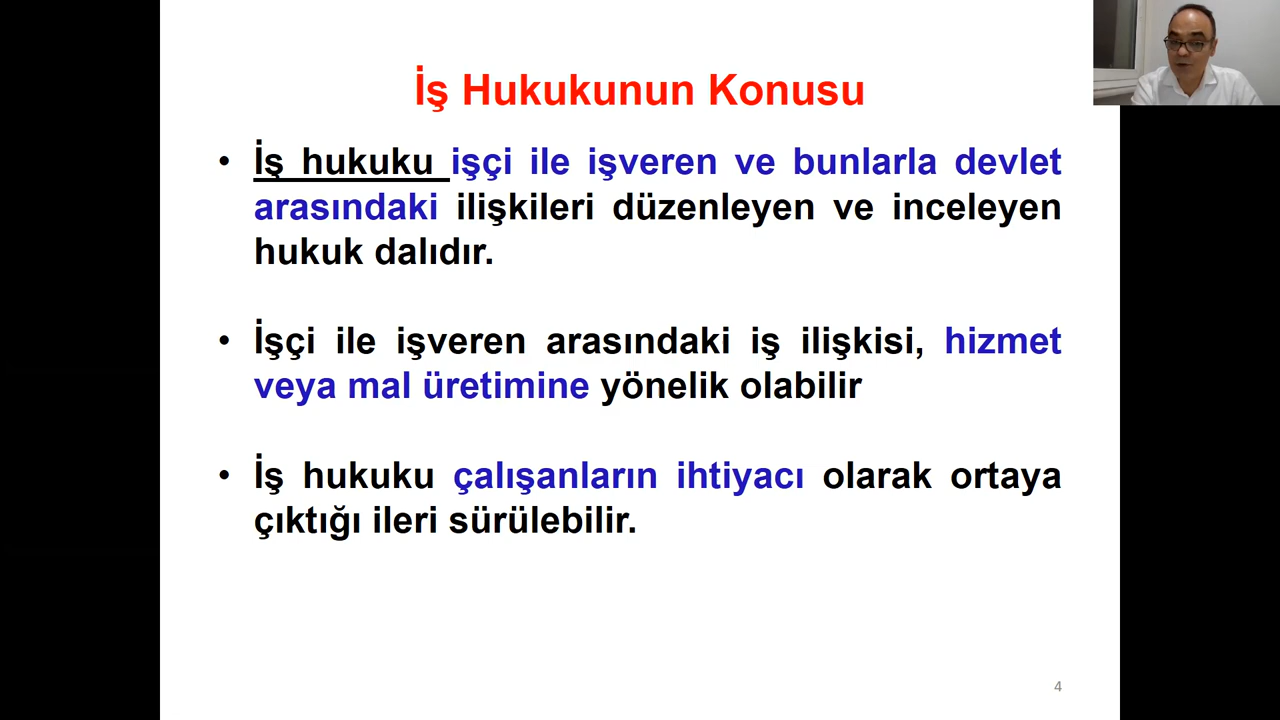 İş Hukukunun Konusu
• İş hukuku işçi ile işveren ve bunlarla devlet
arasındaki ilişkileri düzenleyen ve inceleyen
hukuk dalıdır.
• İşçi ile işveren arasındaki iş ilişkisi, hizmet
veya mal üretimine yönelik olabilir
• İş hukuku çalışanların ihtiyacı olarak ortaya
çıktığı ileri sürülebilir.
4